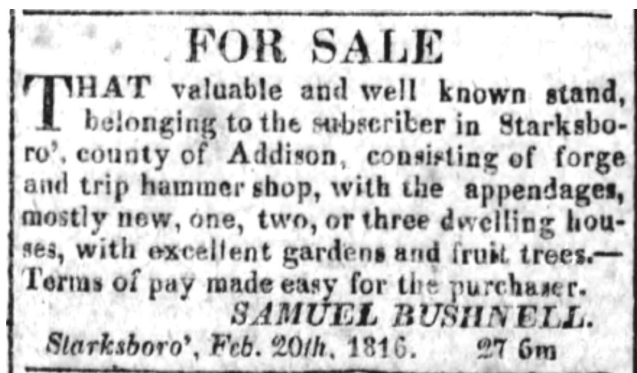 FOR SALE
THAT valuable and well known stand,
belonging to the subscriber in Starksbo-
ro', county of Addison, consisting of forge
and trip hammer shop, with the appendages,
mostly new, one, two, or three dwelling hou-
ses, with excellent gardens and fruit trees.—
Terms of pay made easy for the purchaser.
SAMUEL BUSHNELL.
Starksboro', Feb. 20th, 1816. 27 6m